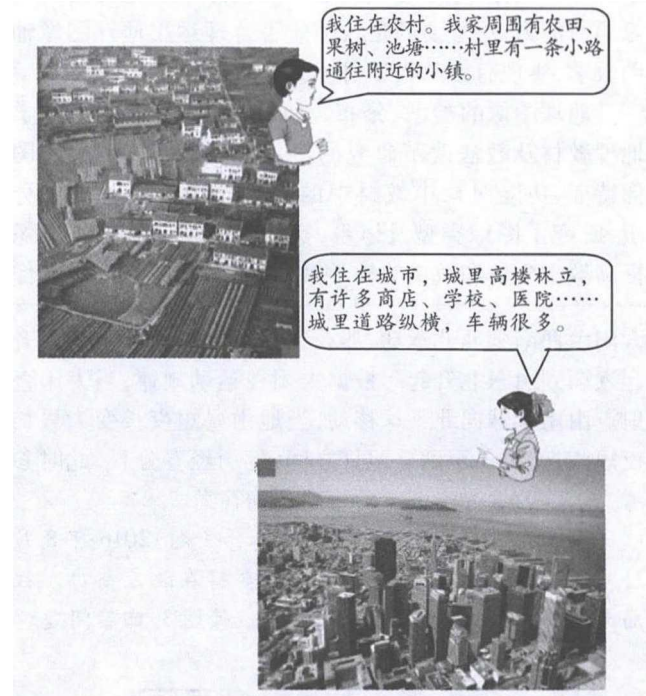 我住在农村。我家周围有农田、
果树、池塘……村里有一条小路
通往附近的小镇。
我住在城市，城里高楼林立，
有许多商店、学校、医院……
城里道路纵横，车辆很多。